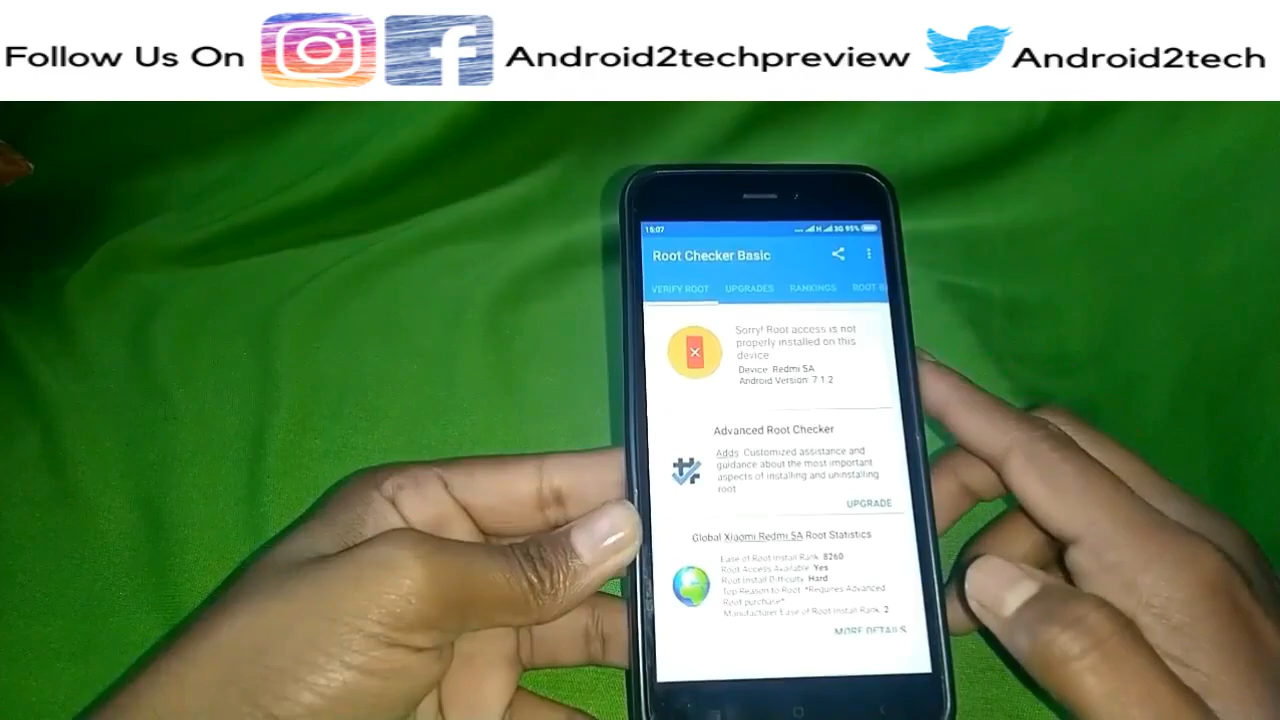 Follow Us On Android2techpreview Android2tech
15:07 H 3G 95%
Root Checker Basic
VERIFY ROOT UPGRADES RANKINGS ROOT
Sorry! Root access is not
properly installed on this
device
Device: Redmi 5A
Android Version: 7.1.2
Advanced Root Checker
Adds: Customized assistance and
guidance about the most important
aspects of installing and uninstalling
root
UPGRADE
Global Xiaomi Redmi 5A Root Statistics
Ease of Root Install Rank: 8260
Root Access Available: Yes
Root Install Difficulty: Hard
Top Reason to Root: *Requires Advanced
Root purchase*
Manufacturer Ease of Root Install Rank: 2
MORE DETAILS